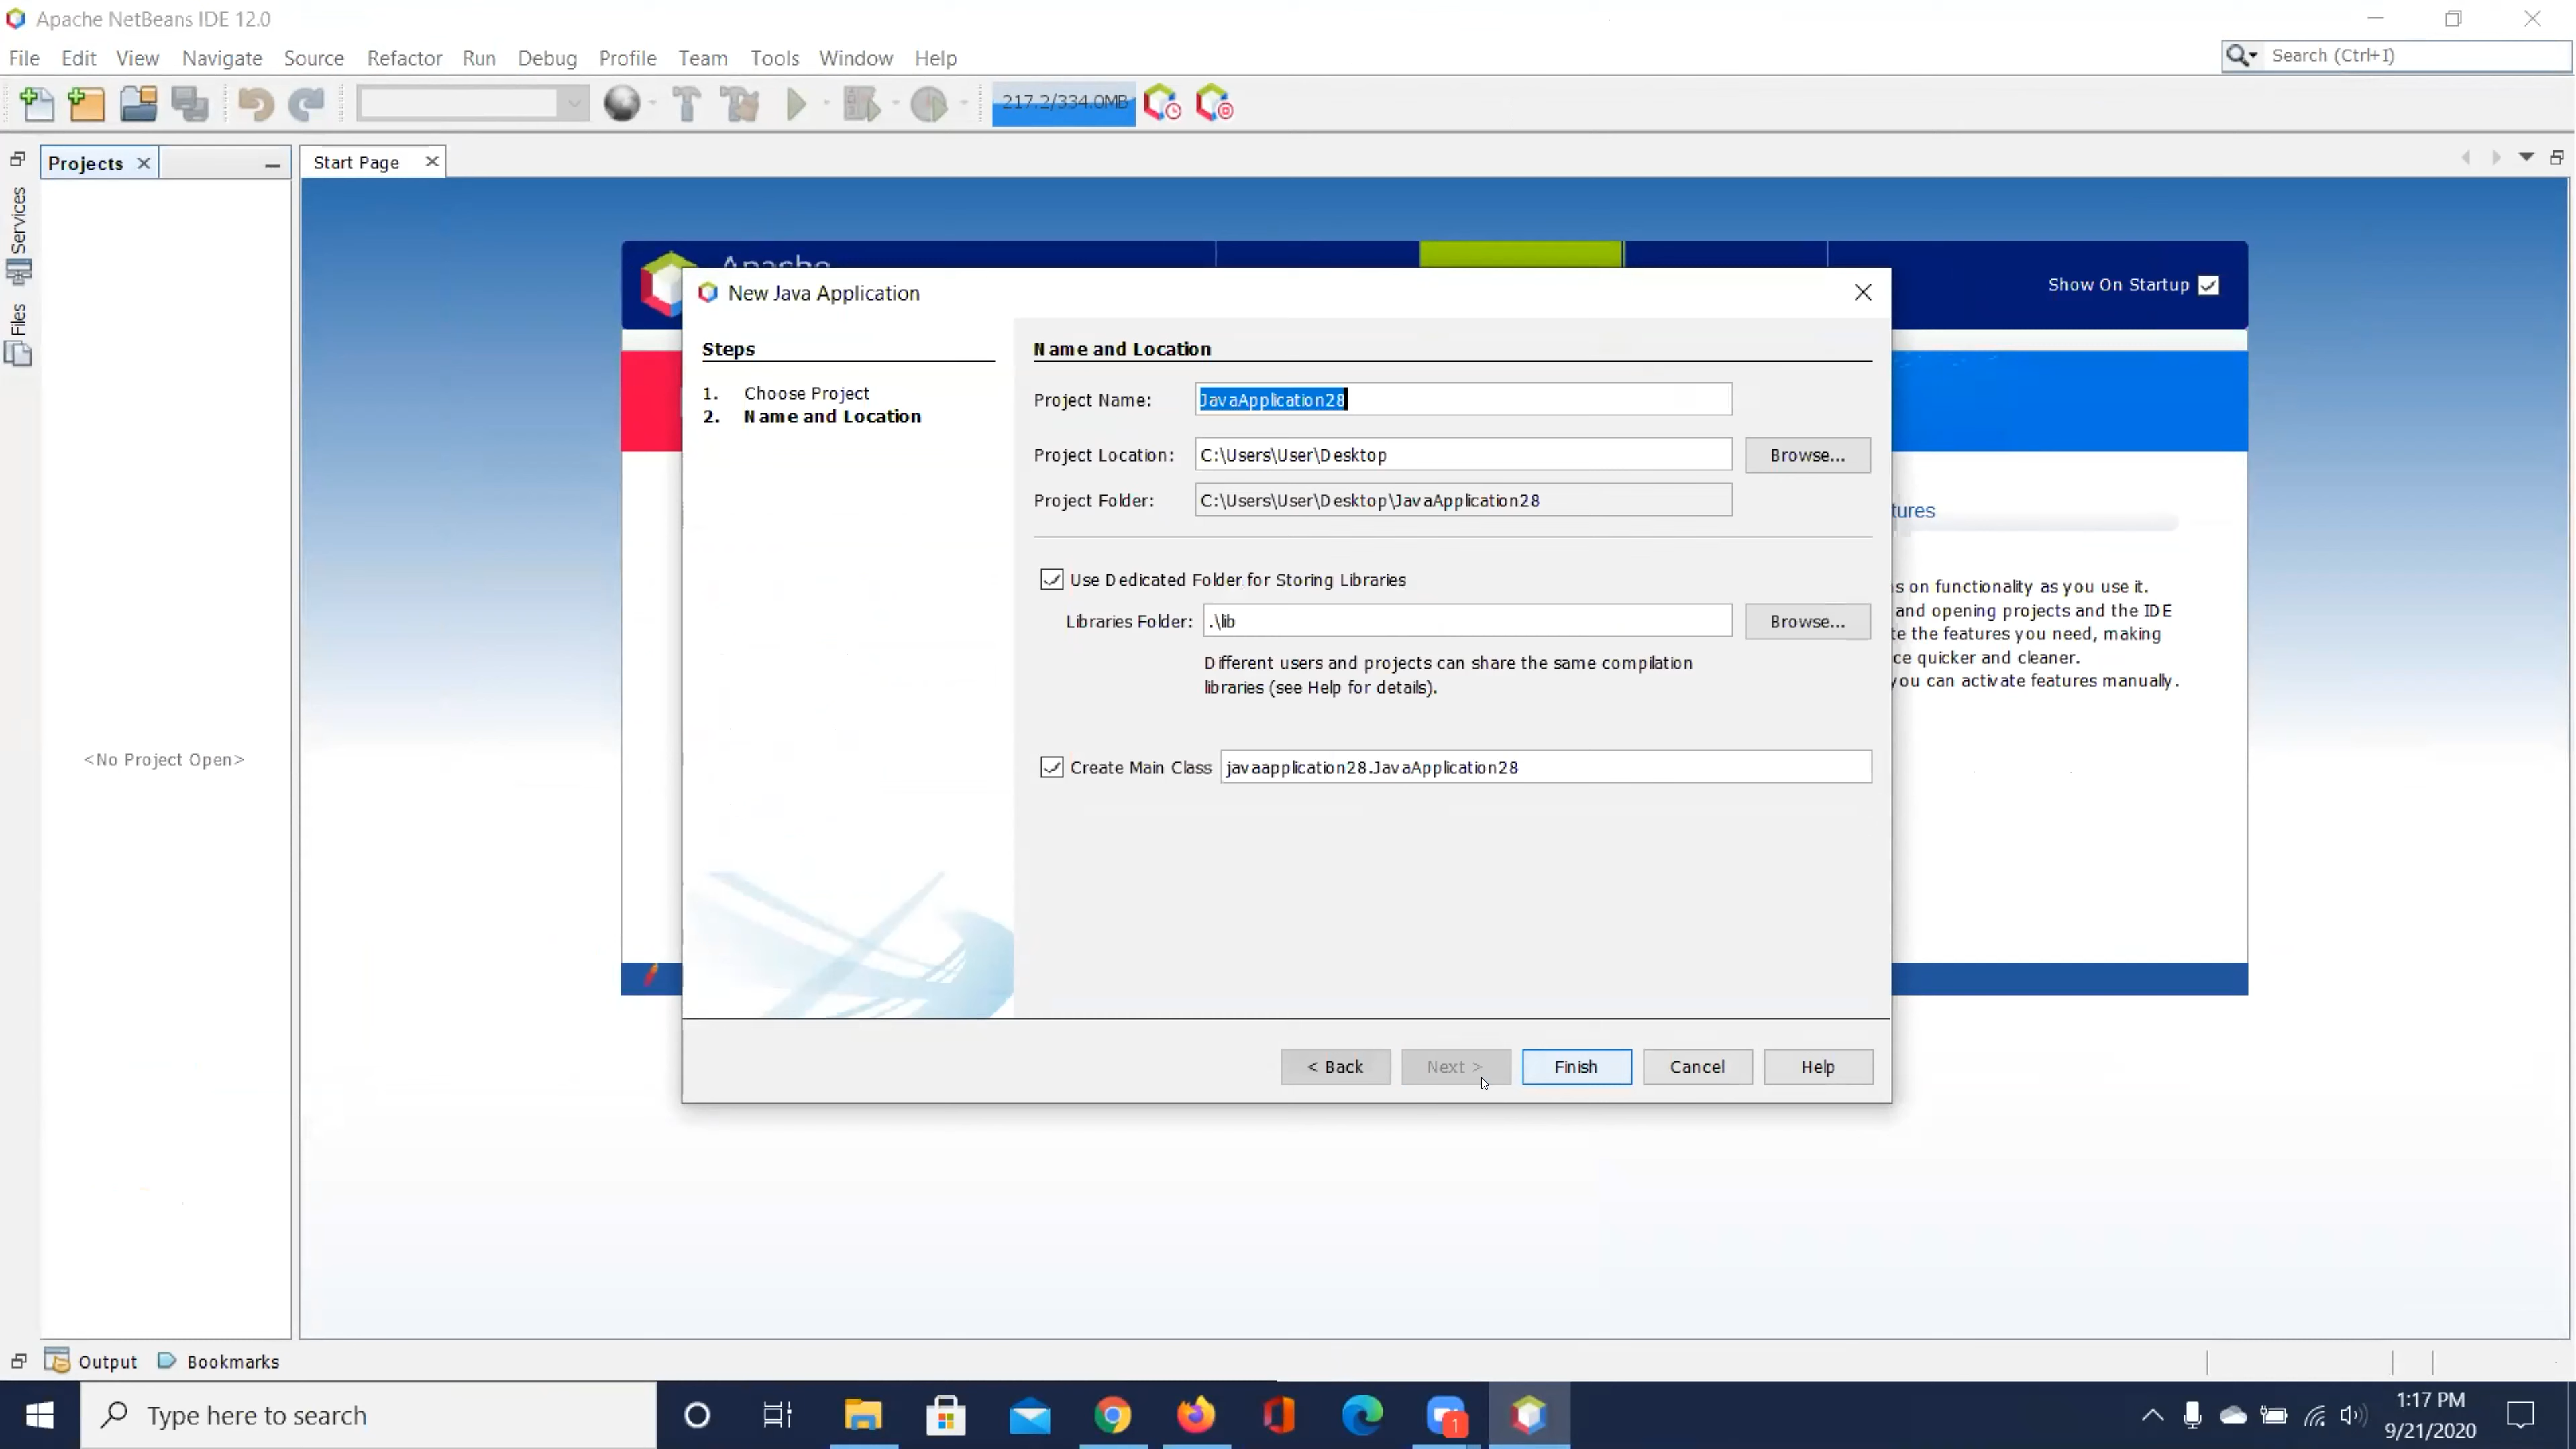 Apache NetBeans IDE 12.0
File Edit View Navigate Source Refactor Run Debug Profile Team Tools Window Help
Search (Ctrl+I)
217.2/334.0MB
Projects
Start Page
Services
Files
<No Project Open>
Apache
Show On Startup
New Java Application
Steps
1. Choose Project
2. Name and Location
Name and Location
Project Name: JavaApplication28
Project Location: C:\Users\User\Desktop Browse...
Project Folder: C:\Users\User\Desktop\JavaApplication28
Use Dedicated Folder for Storing Libraries
Libraries Folder: .\lib Browse...
Different users and projects can share the same compilation
libraries (see Help for details).
Create Main Class javaapplication28.JavaApplication28
< Back Next > Finish Cancel Help
on functionality as you use it.
and opening projects and the IDE
the features you need, making
quicker and cleaner.
you can activate features manually.
Output Bookmarks
Type here to search
1
1:17 PM
9/21/2020